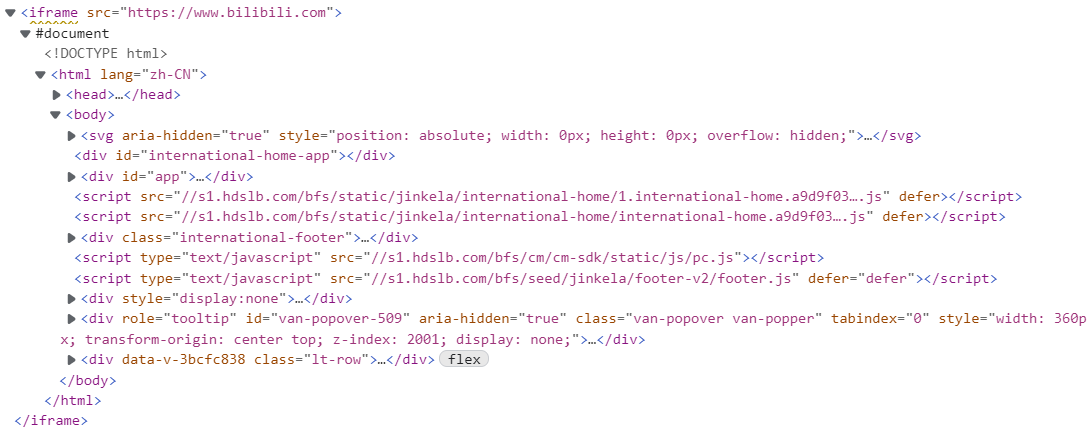 <iframe src="https://www.bilibili.com">
#document
<!DOCTYPE html>
<html lang="zh-CN">
<head>…</head>
<body>
<svg aria-hidden="true" style="position: absolute; width: 0px; height: 0px; overflow: hidden;">…</svg>
<div id="international-home-app"></div>
<div id="app">…</div>
<script src="//s1.hdslb.com/bfs/static/jinkela/international-home/1.international-home.a9d9f03….js" defer></script>
<script src="//s1.hdslb.com/bfs/static/jinkela/international-home/international-home.a9d9f03….js" defer></script>
<div class="international-footer">…</div>
<script type="text/javascript" src="//s1.hdslb.com/bfs/cm/cm-sdk/static/js/pc.js"></script>
<script type="text/javascript" src="//s1.hdslb.com/bfs/seed/jinkela/footer-v2/footer.js" defer="defer"></script>
<div style="display:none">…</div>
<div role="tooltip" id="van-popover-509" aria-hidden="true" class="van-popover van-popper" tabindex="0" style="width: 360p
x; transform-origin: center top; z-index: 2001; display: none;">…</div>
<div data-v-3bcfc838 class="lt-row">…</div> flex
</body>
</html>
</iframe>